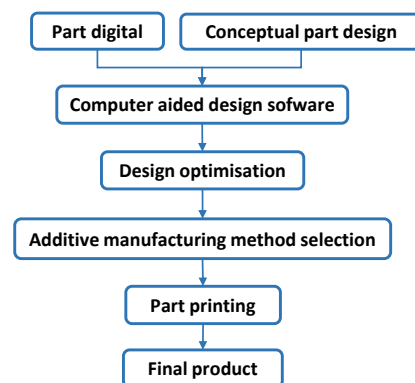 Part digital
Conceptual part design
Computer aided design sofware
Design optimisation
Additive manufacturing method selection
Part printing
Final product